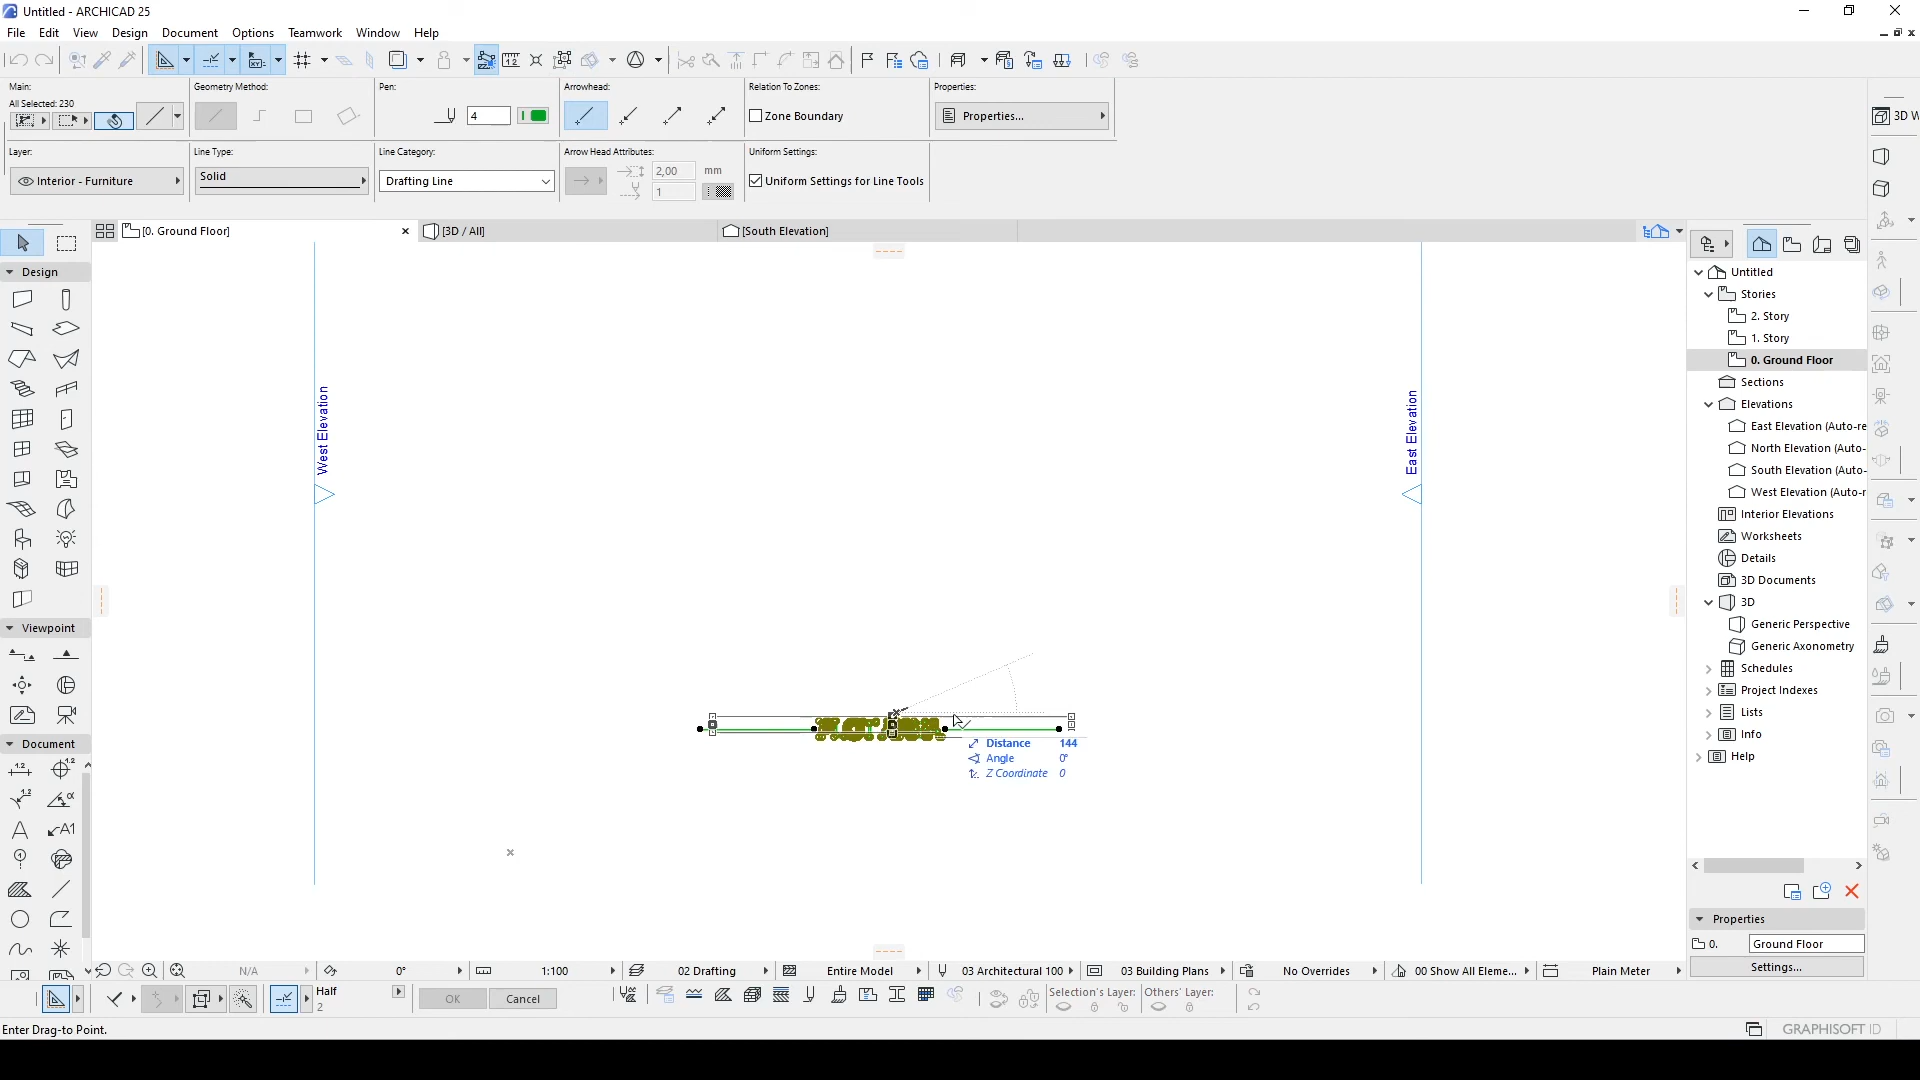 Untitled - ARCHICAD 25
File Edit View Design Document Options Teamwork Window Help
Main: Geometry Method: Pen: Arrowhead: Relation To Zones: Properties:
All Selected: 230
4 Zone Boundary Properties...
Layer: Line Type: Line Category: Arrow Head Attributes: Uniform Settings:
Interior - Furniture Solid Drafting Line 2,00 mm
1 Uniform Settings for Line Tools
3D W
[0. Ground Floor] [3D / All] [South Elevation]
Design
Viewpoint
Document
West Elevation
East Elevation
Distance 144
Angle 0°
Z Coordinate 0
Untitled
Stories
2. Story
1. Story
0. Ground Floor
Sections
Elevations
East Elevation (Auto-re
North Elevation (Auto-
South Elevation (Auto-
West Elevation (Auto-r
Interior Elevations
Worksheets
Details
3D Documents
3D
Generic Perspective
Generic Axonometry
Schedules
Project Indexes
Lists
Info
Help
Properties
0. Ground Floor
Settings...
N/A 0° 1:100 02 Drafting Entire Model 03 Architectural 100 03 Building Plans No Overrides 00 Show All Eleme... Plain Meter
Half
2
OK Cancel
Selection's Layer: Others' Layer:
Enter Drag-to Point.
GRAPHISOFT ID